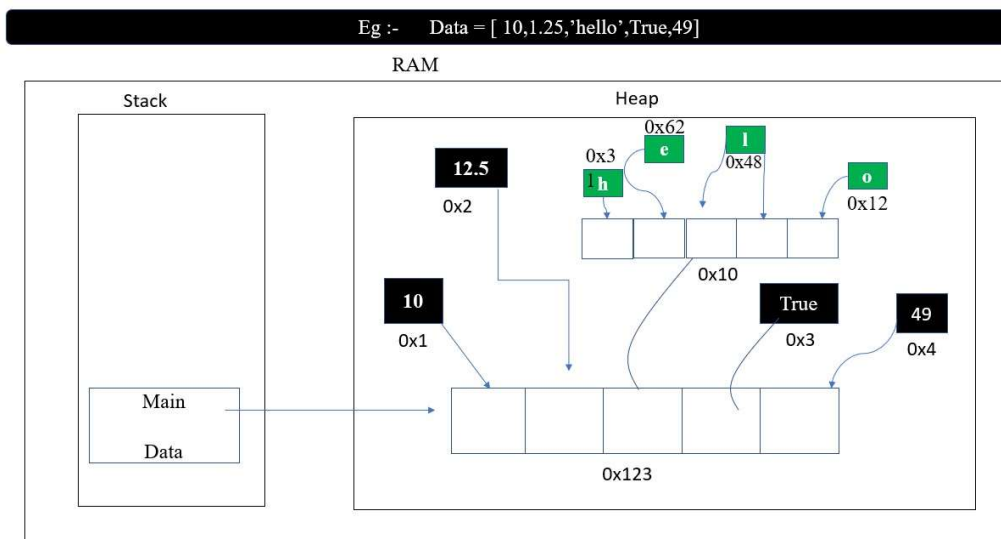 Eg :- Data = [ 10,1.25,’hello’,True,49]
RAM
Stack
Heap
0x62
e
l
0x48
0x3
1
h
o
0x12
12.5
0x2
0x10
10
0x1
True
0x3
49
0x4
Main
Data
0x123